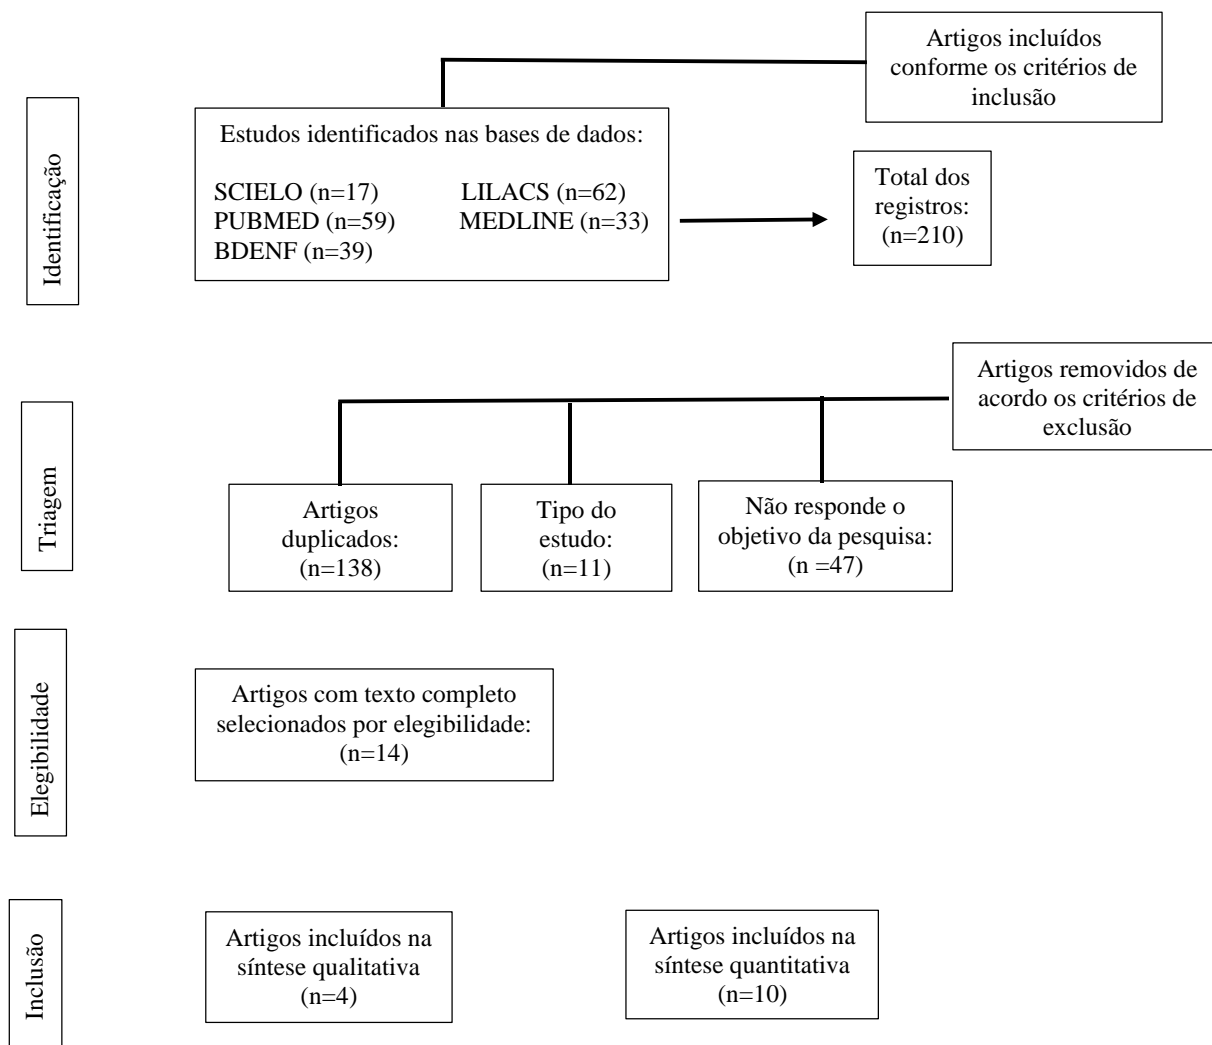 Artigos incluídos
conforme os critérios de
inclusão
Identificação
Estudos identificados nas bases de dados:
SCIELO (n=17) LILACS (n=62)
PUBMED (n=59) MEDLINE (n=33)
BDENF (n=39)
Total dos
registros:
(n=210)
Artigos removidos de
acordo os critérios de
exclusão
Triagem
Artigos
duplicados:
(n=138)
Tipo do
estudo:
(n=11)
Não responde o
objetivo da pesquisa:
(n =47)
Elegibilidade
Artigos com texto completo
selecionados por elegibilidade:
(n=14)
Inclusão
Artigos incluídos na
síntese qualitativa
(n=4)
Artigos incluídos na
síntese quantitativa
(n=10)